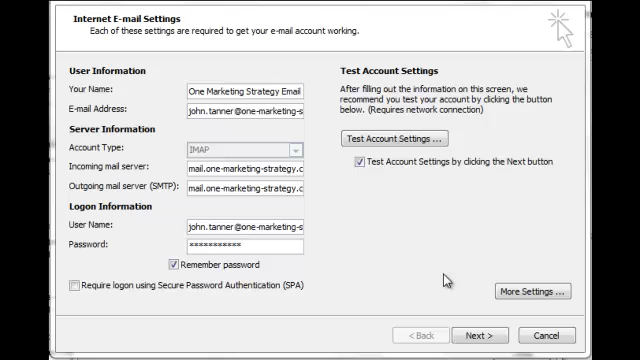 Internet E-mail Settings
Each of these settings are required to get your e-mail account working.
User Information
Your Name: One Marketing Strategy Email
E-mail Address: john.tanner@one-marketing-s
Server Information
Account Type: IMAP
Incoming mail server: mail.one-marketing-strategy.c
Outgoing mail server (SMTP): mail.one-marketing-strategy.c
Logon Information
User Name: john.tanner@one-marketing-s
Password: ***********
Remember password
Require logon using Secure Password Authentication (SPA)
Test Account Settings
After filling out the information on this screen, we
recommend you test your account by clicking the button
below. (Requires network connection)
Test Account Settings ...
Test Account Settings by clicking the Next button
More Settings ...
< Back
Next >
Cancel